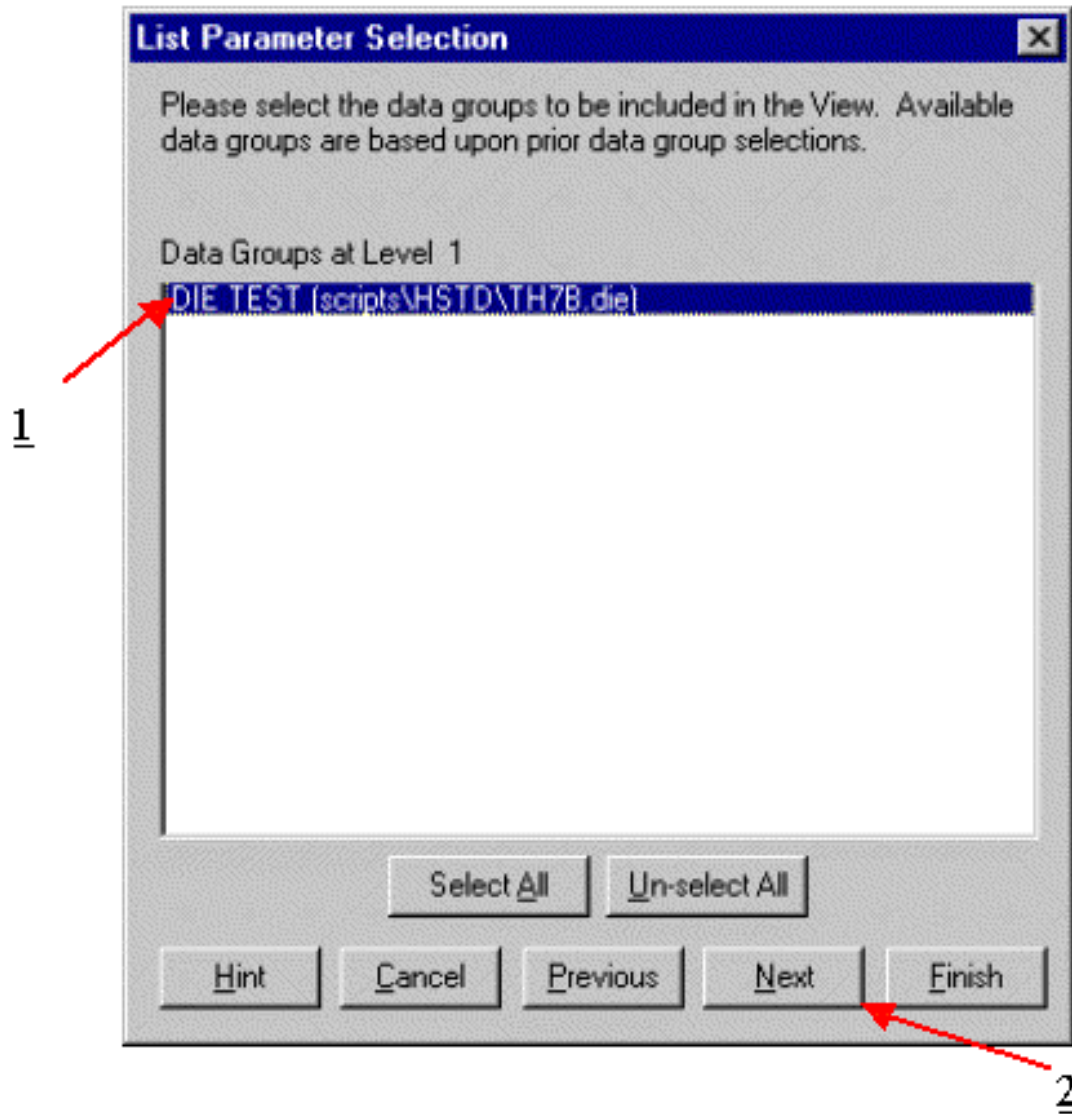 List Parameter Selection
Please select the data groups to be included in the View. Available
data groups are based upon prior data group selections.
Data Groups at Level 1
DIE TEST (scripts\HSTD\TH7B.die)
1
Select All Un-select All
Hint Cancel Previous Next Finish
2